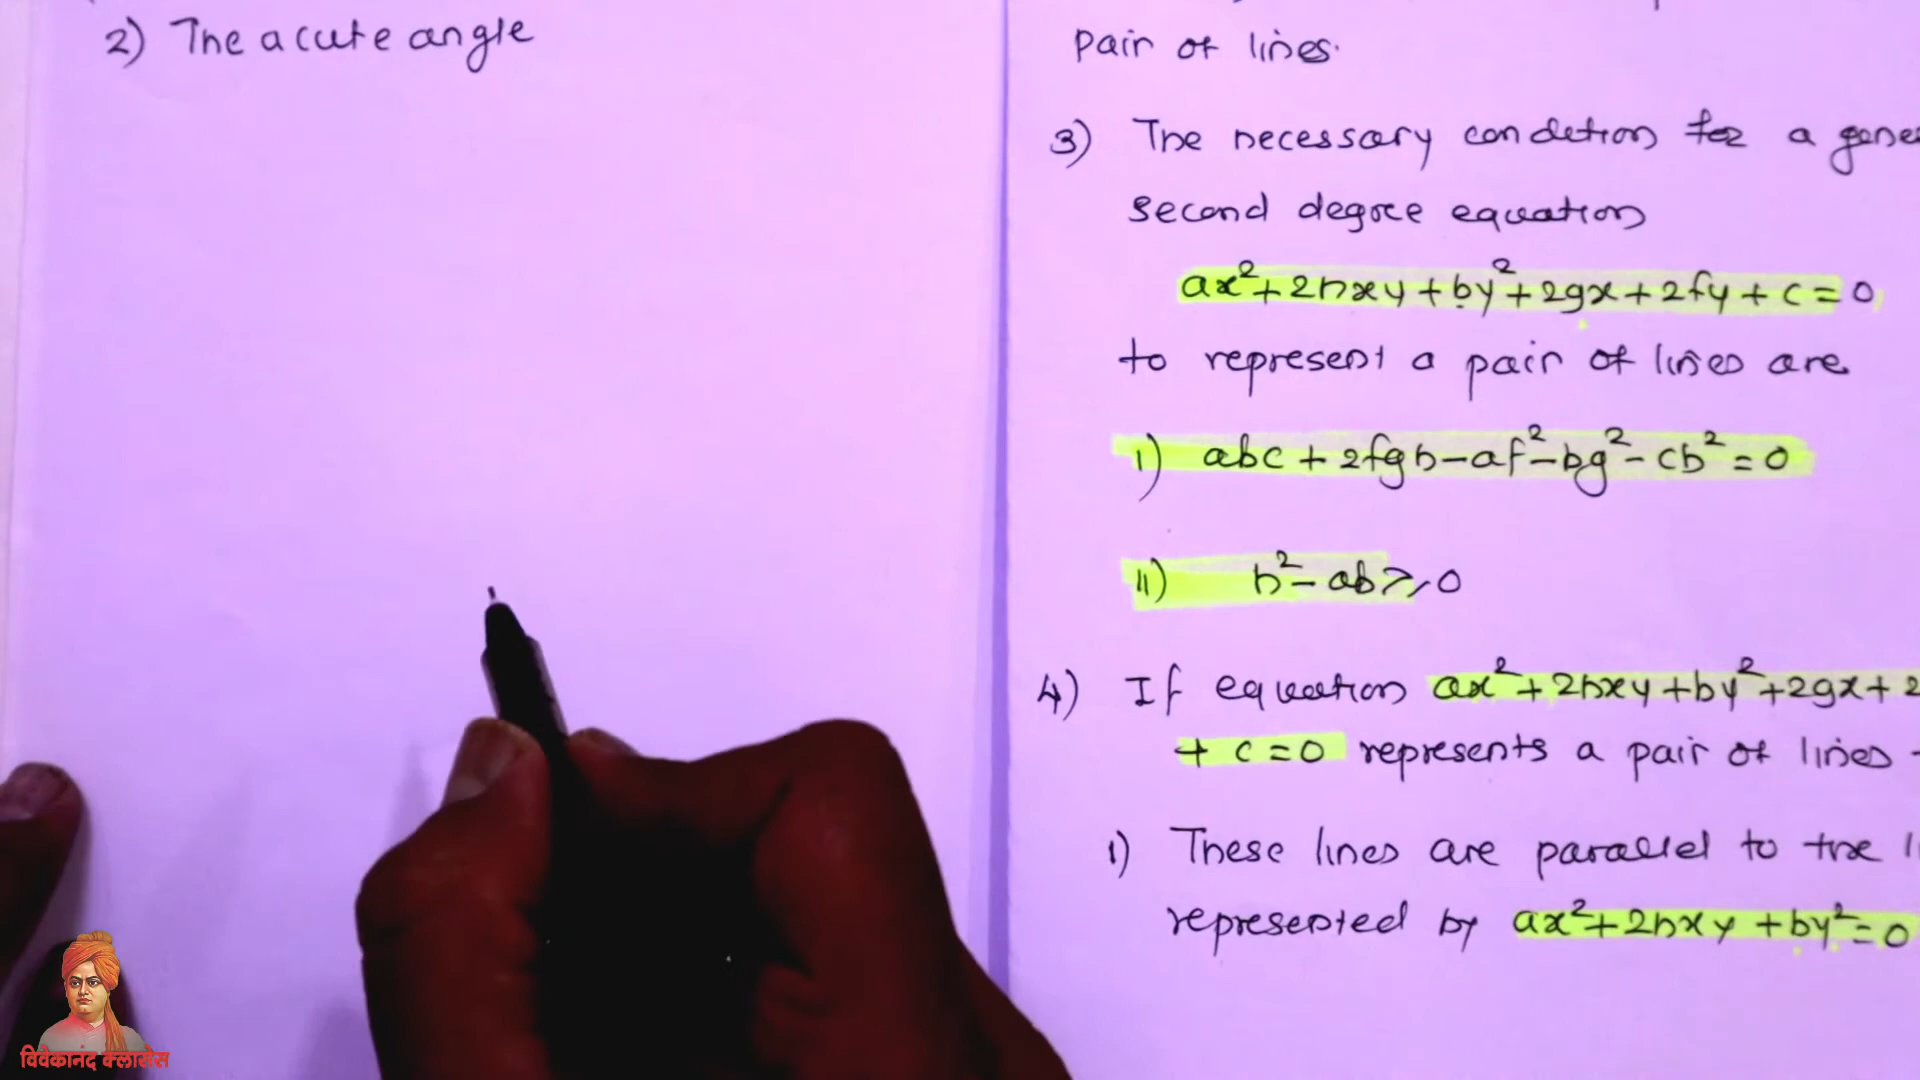 2) The acute angle
pair of lines.
3) The necessary condition for a gene
second degree equation
ax²+2hxy+by²+2gx+2fy+c=0
to represent a pair of lines are
i) abc+2fgh-af²-bg²-ch²=0
ii) h²-ab≥0
4) If equation ax²+2hxy+by²+2gx+2
+c=0 represents a pair of lines
1) These lines are parallel to the
represented by ax²+2hxy+by²=0
विवेकानंद क्लासेस